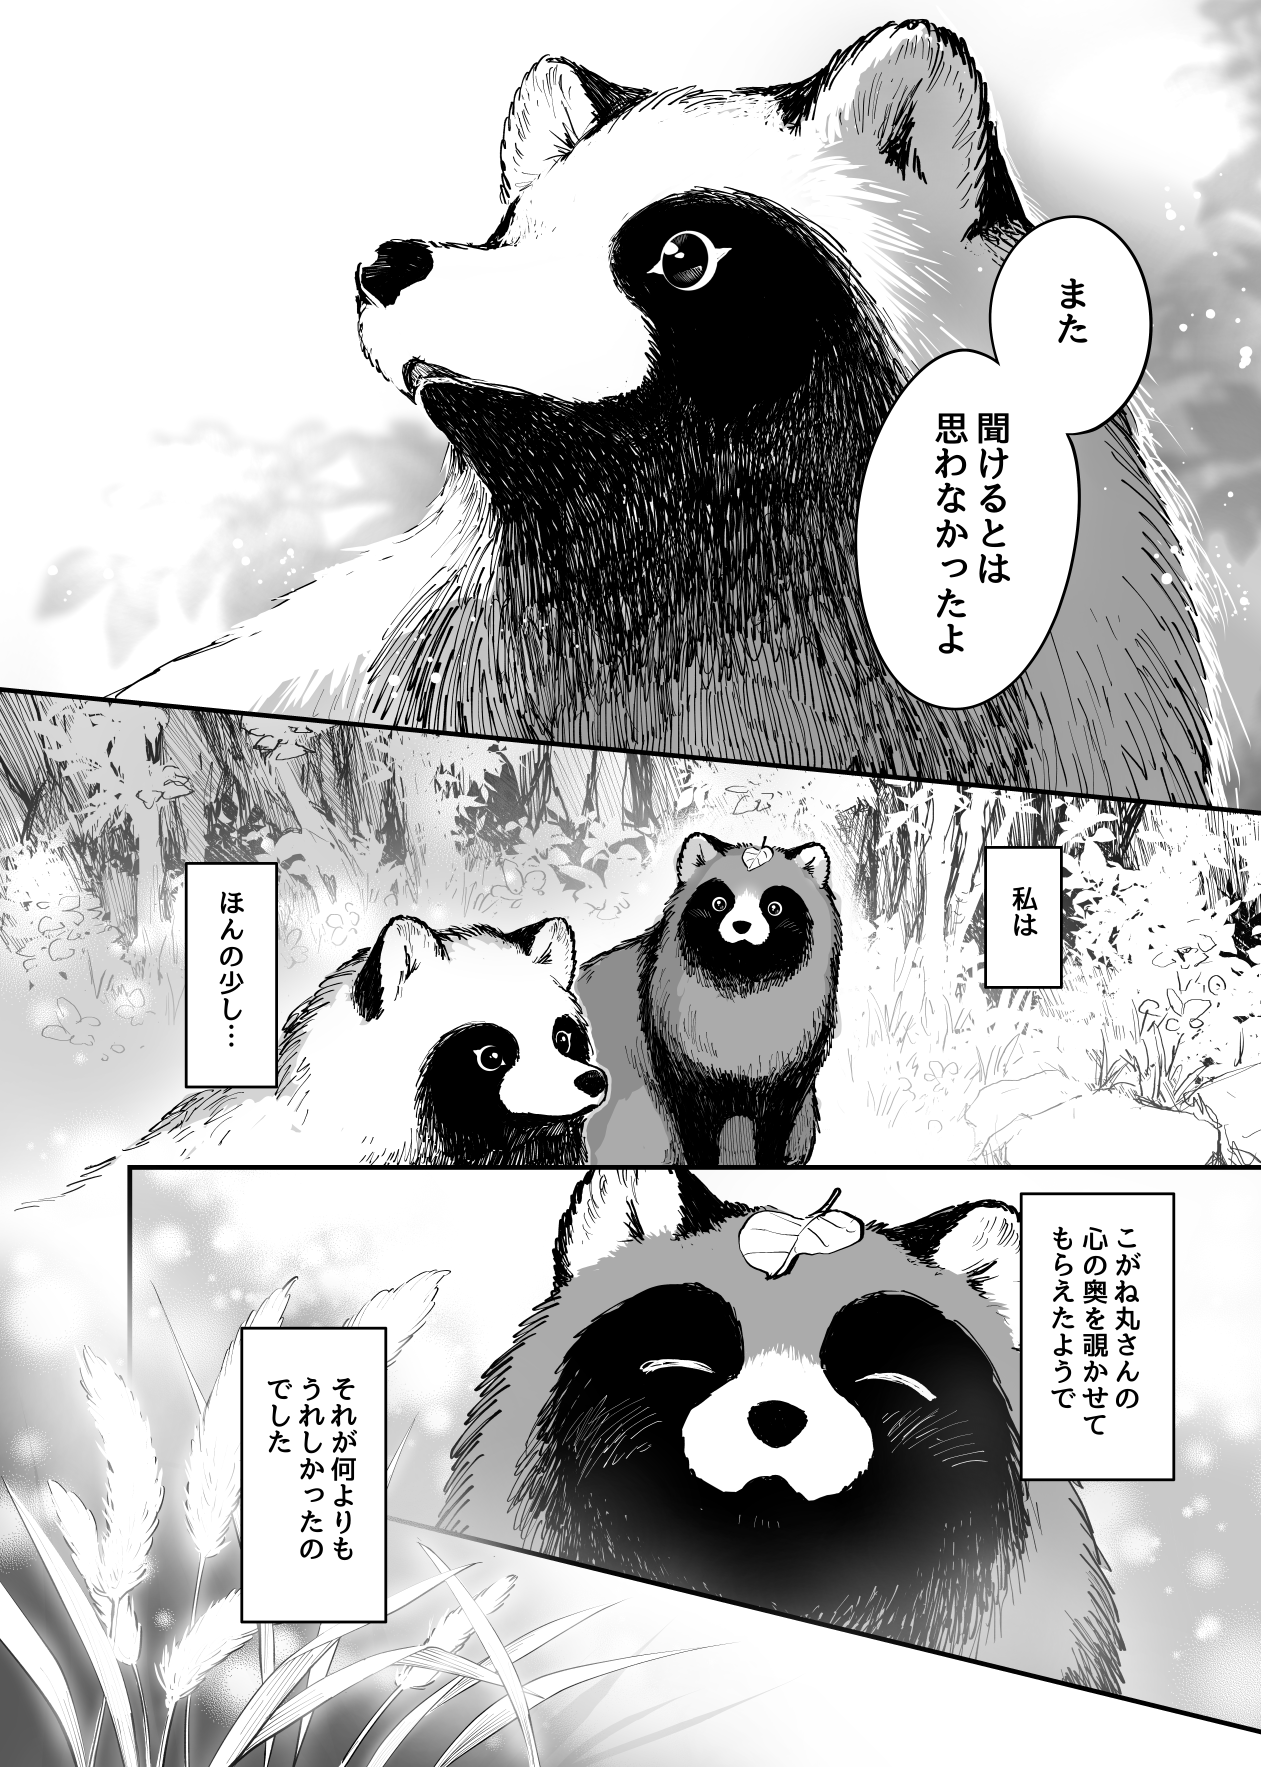 また
聞けるとは
思わなかったよ
私は
ほんの少し…
こがね丸さんの
心の奥を覗かせて
もらえたようで
それが何よりも
うれしかったの
でした